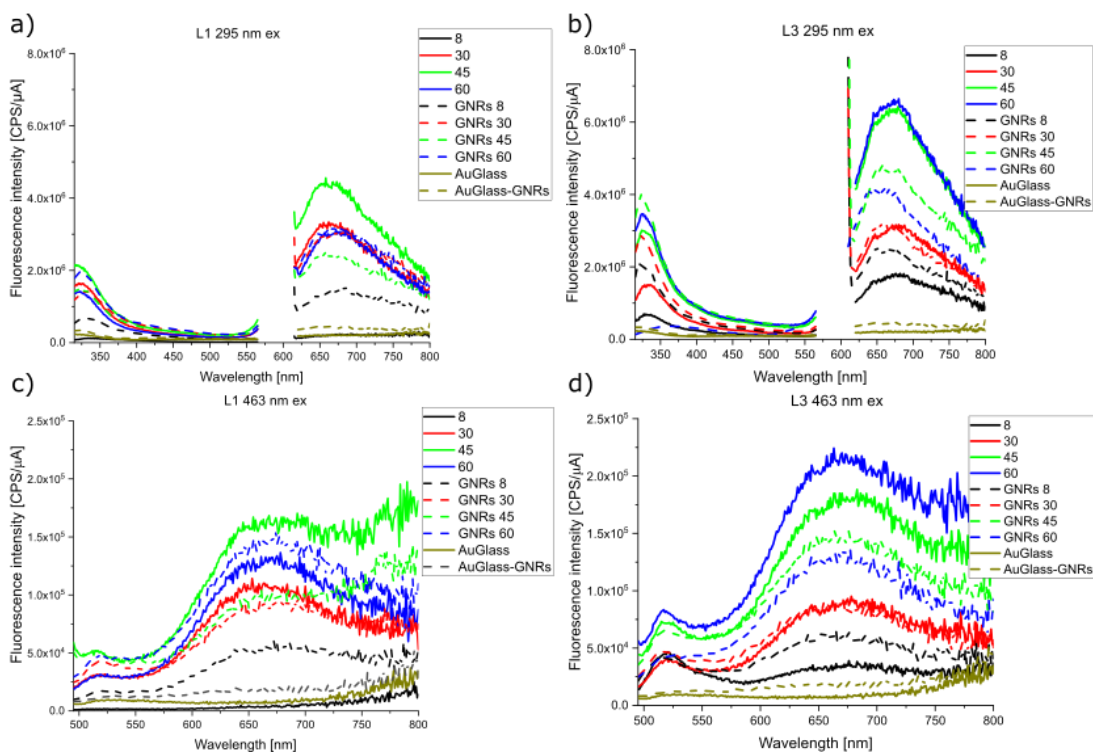 a)
L1 295 nm ex
8.0x10⁶
6.0x10⁶
4.0x10⁶
2.0x10⁶
0.0
Fluorescence intensity [CPS/μA]
350 400 450 500 550 600 650 700 750 800
Wavelength [nm]
8
30
45
60
GNRs 8
GNRs 30
GNRs 45
GNRs 60
AuGlass
AuGlass-GNRs
b)
L3 295 nm ex
8.0x10⁶
6.0x10⁶
4.0x10⁶
2.0x10⁶
0.0
Fluorescence intensity [CPS/μA]
350 400 450 500 550 600 650 700 750 800
Wavelength [nm]
8
30
45
60
GNRs 8
GNRs 30
GNRs 45
GNRs 60
AuGlass
AuGlass-GNRs
c)
L1 463 nm ex
2.5x10⁵
2.0x10⁵
1.5x10⁵
1.0x10⁵
5.0x10⁴
0.0
Fluorescence intensity [CPS/μA]
500 550 600 650 700 750 800
Wavelength [nm]
8
30
45
60
GNRs 8
GNRs 30
GNRs 45
GNRs 60
AuGlass
AuGlass-GNRs
d)
L3 463 nm ex
2.5x10⁵
2.0x10⁵
1.5x10⁵
1.0x10⁵
5.0x10⁴
0.0
Fluorescence intensity [CPS/μA]
500 550 600 650 700 750 800
Wavelength [nm]
8
30
45
60
GNRs 8
GNRs 30
GNRs 45
GNRs 60
AuGlass
AuGlass-GNRs